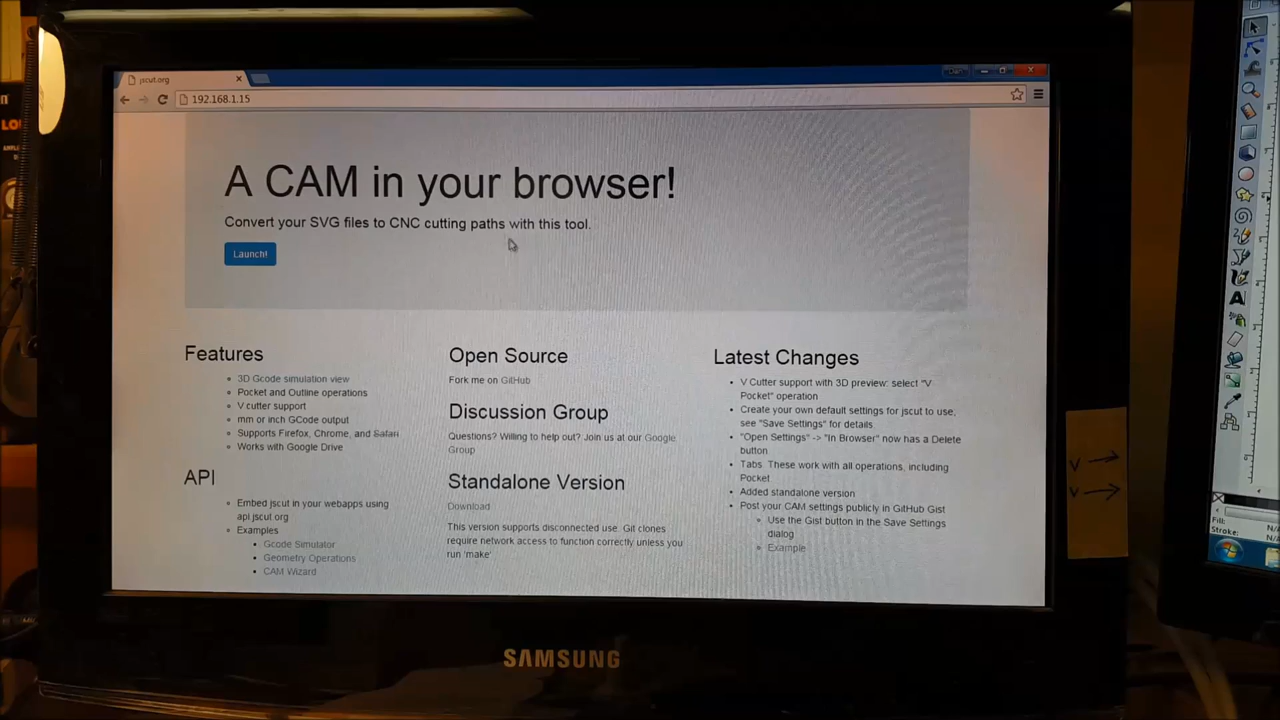 jscut.org
192.168.1.15
A CAM in your browser!
Convert your SVG files to CNC cutting paths with this tool.
Launch!
Features
3D Gcode simulation view
Pocket and Outline operations
V cutter support
mm or inch GCode output
Supports Firefox, Chrome, and Safari
Works with Google Drive
API
Embed jscut in your webapps using
api.jscut.org
Examples
Gcode Simulator
Geometry Operations
CAM Wizard
Open Source
Fork me on GitHub
Discussion Group
Questions? Willing to help out? Join us at our Google
Group
Standalone Version
Download
This version supports disconnected use. Git clones
require network access to function correctly unless you
run 'make'
Latest Changes
V Cutter support with 3D preview: select "V
Pocket" operation
Create your own default settings for jscut to use,
see "Save Settings" for details
"Open Settings" -> "In Browser" now has a Delete
button
Tabs. These work with all operations, including
Pocket
Added standalone version
Post your CAM settings publicly in GitHub Gist
Use the Gist button in the Save Settings
dialog
Example
SAMSUNG
V →
V →
Fill:
Stroke: